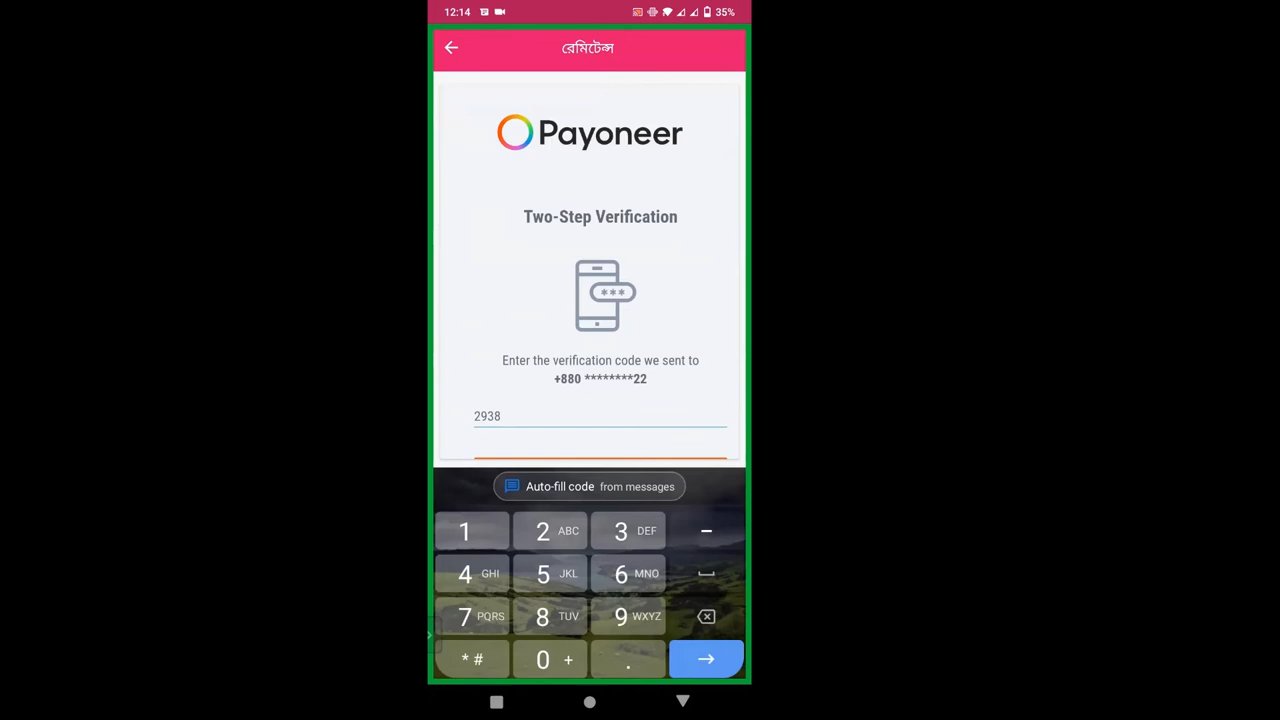 12:14 35%
রেমিটেন্স
Payoneer
Two-Step Verification
***
Enter the verification code we sent to
+880 ********22
2938
Auto-fill code from messages
1 2 ABC 3 DEF -
4 GHI 5 JKL 6 MNO
7 PQRS 8 TUV 9 WXYZ
* # 0 + .